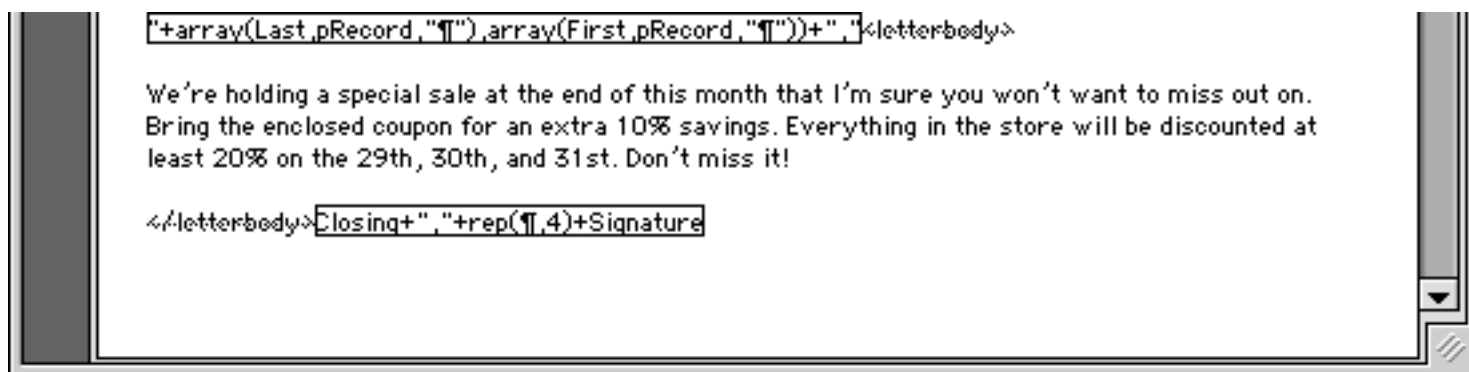 "+array(Last,pRecord,"¶"),array(First,pRecord,"¶"))+","<letterbody>
We're holding a special sale at the end of this month that I'm sure you won't want to miss out on.
Bring the enclosed coupon for an extra 10% savings. Everything in the store will be discounted at
least 20% on the 29th, 30th, and 31st. Don't miss it!
</letterbody>Closing+","+rep(¶,4)+Signature